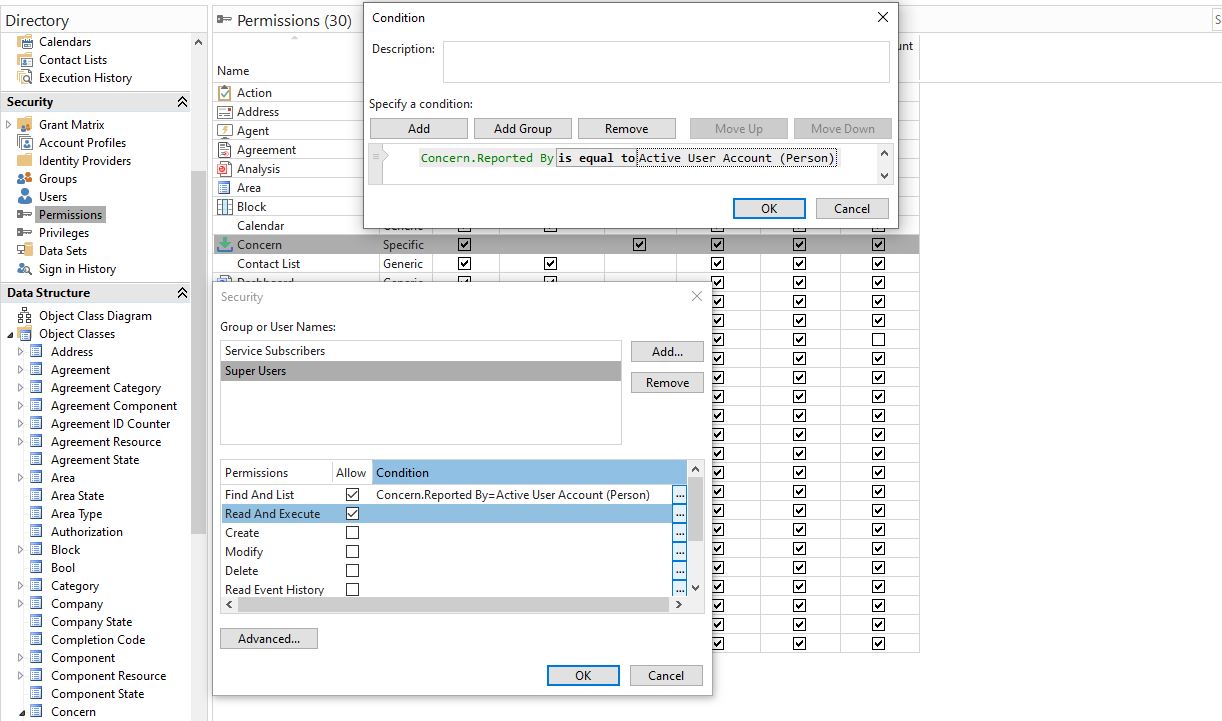 Directory
Calendars
Contact Lists
Execution History
Security
Grant Matrix
Account Profiles
Identity Providers
Groups
Users
Permissions
Privileges
Data Sets
Sign in History
Data Structure
Object Class Diagram
Object Classes
Address
Agreement
Agreement Category
Agreement Component
Agreement ID Counter
Agreement Resource
Agreement State
Area
Area State
Area Type
Authorization
Block
Bool
Category
Company
Company State
Completion Code
Component
Component Resource
Component State
Concern
Permissions (30)
Name
Action
Address
Agent
Agreement
Analysis
Area
Block
Calendar Generic
Concern Specific
Contact List Generic
Dashboard Generic
Condition
Description:
Specify a condition:
Add Add Group Remove Move Up Move Down
Concern.Reported By is equal to Active User Account (Person)
OK Cancel
Security
Group or User Names:
Service Subscribers
Super Users
Add...
Remove
Permissions Allow Condition
Find And List Concern.Reported By=Active User Account (Person) ...
Read And Execute ...
Create ...
Modify ...
Delete ...
Read Event History ...
Advanced...
OK Cancel